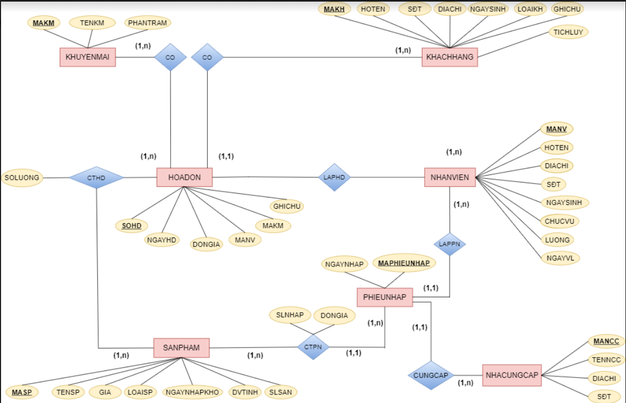 MAKM TENKM PHANTRAM
MAKH HOTEN SĐT DIACHI NGAYSINH LOAIKH GHICHU
TICHLUY
KHUYENMAI (1,n) CO CO (1,n) KHACHHANG
(1,n) (1,1) (1,n)
SOLUONG CTHD HOADON LAPHD NHANVIEN
MANV
HOTEN
DIACHI
SĐT
NGAYSINH
CHUCVU
LUONG
NGAYVL
(1,n)
LAPPN
(1,1)
GHICHU
SOHD MAKM
NGAYHD DONGIA MANV
NGAYNHAP MAPHIEUNHAP
PHIEUNHAP
(1,n) (1,1)
SLNHAP DONGIA
SANPHAM CTPN
(1,n) (1,n) (1,1)
CUNGCAP (1,n) NHACUNGCAP
MANCC
TENNCC
DIACHI
SĐT
MASP TENSP GIA LOAISP NGAYNHAPKHO DVTINH SLSAN